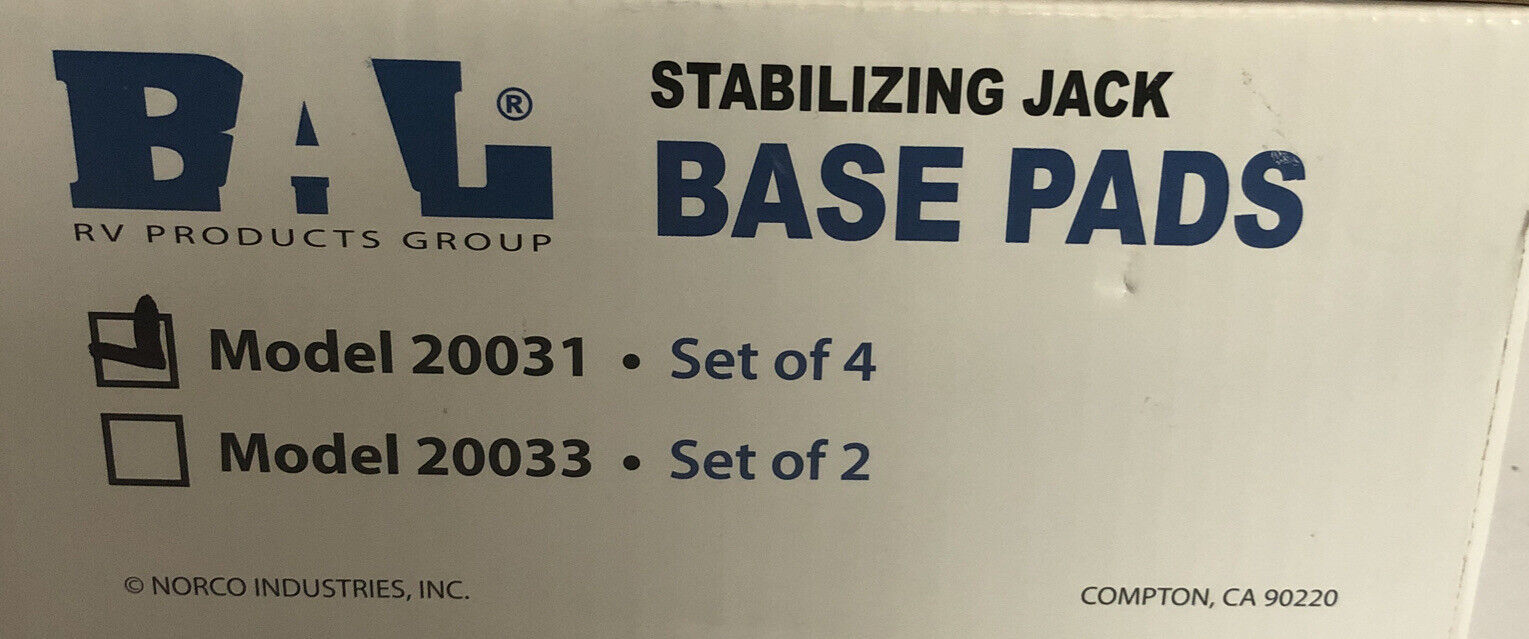 BAL®
RV PRODUCTS GROUP
STABILIZING JACK
BASE PADS
Model 20031 • Set of 4
Model 20033 • Set of 2
© NORCO INDUSTRIES, INC.
COMPTON, CA 90220